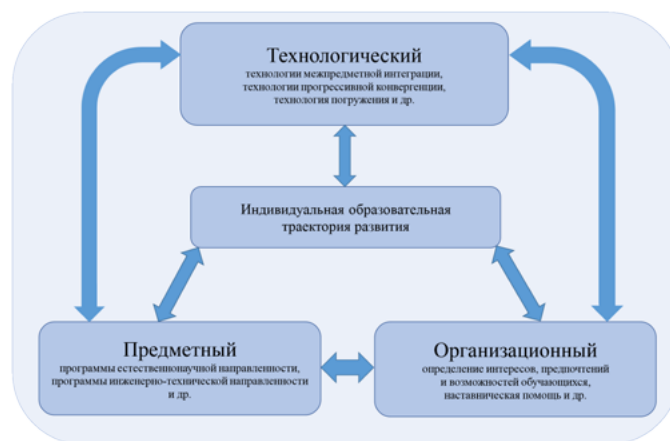 Технологический
технологии межпредметной интеграции,
технологии прогрессивной конвергенции,
технология погружения и др.
Индивидуальная образовательная
траектория развития
Предметный
программы естественнонаучной направленности,
программы инженерно-технической направленности
и др.
Организационный
определение интересов, предпочтений
и возможностей обучающихся,
наставническая помощь и др.